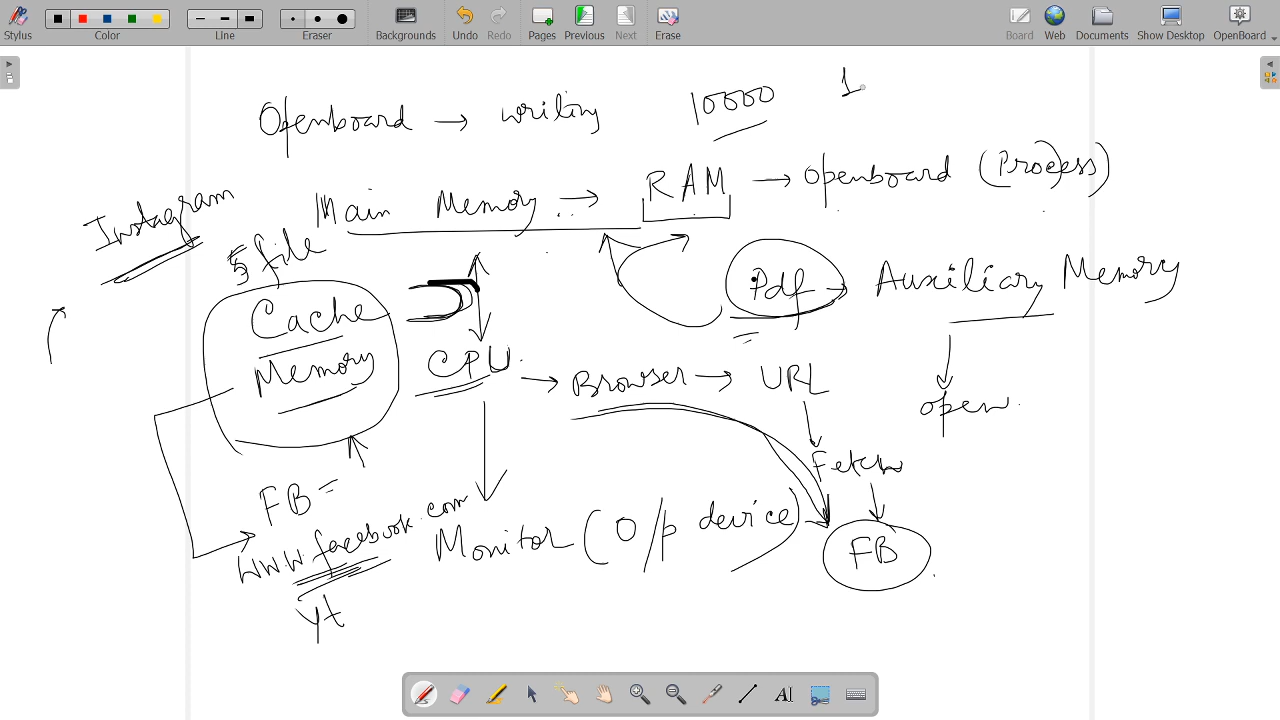 Stylus Color Line Eraser Backgrounds Undo Redo Pages Previous Next Erase Board Web Documents Show Desktop OpenBoard
Openboard → writing 10000 1
Main Memory → RAM → Openboard (Process)
Instagram
5 file
Pdf → Auxiliary Memory
Cache
Memory
CPU → Browser → URL
open
Fetch
FB =
www.facebook.com
Monitor (O/p device) → FB
yt
AI